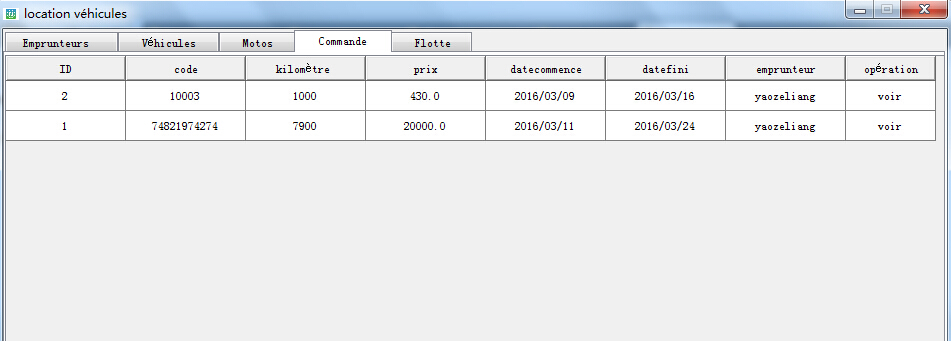 location véhicules
Emprunteurs Véhicules Motos Commande Flotte
ID code kilomètre prix datecommence datefini emprunteur opération
2 10003 1000 430.0 2016/03/09 2016/03/16 yaozeliang voir
1 74821974274 7900 20000.0 2016/03/11 2016/03/24 yaozeliang voir